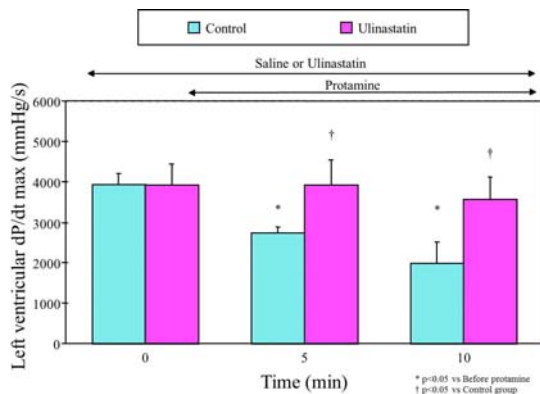 Control Ulinastatin
Saline or Ulinastatin
Protamine
Left ventricular dP/dt max (mmHg/s)
6000
5000
4000
3000
2000
1000
0
0 5 10
Time (min)
* p<0.05 vs Before protamine
† p<0.05 vs Control group
*
†
*
†